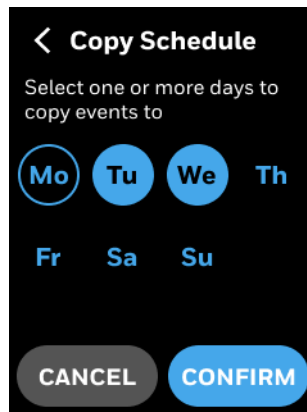 Copy Schedule
Select one or more days to
copy events to
Mo Tu We Th
Fr Sa Su
CANCEL CONFIRM